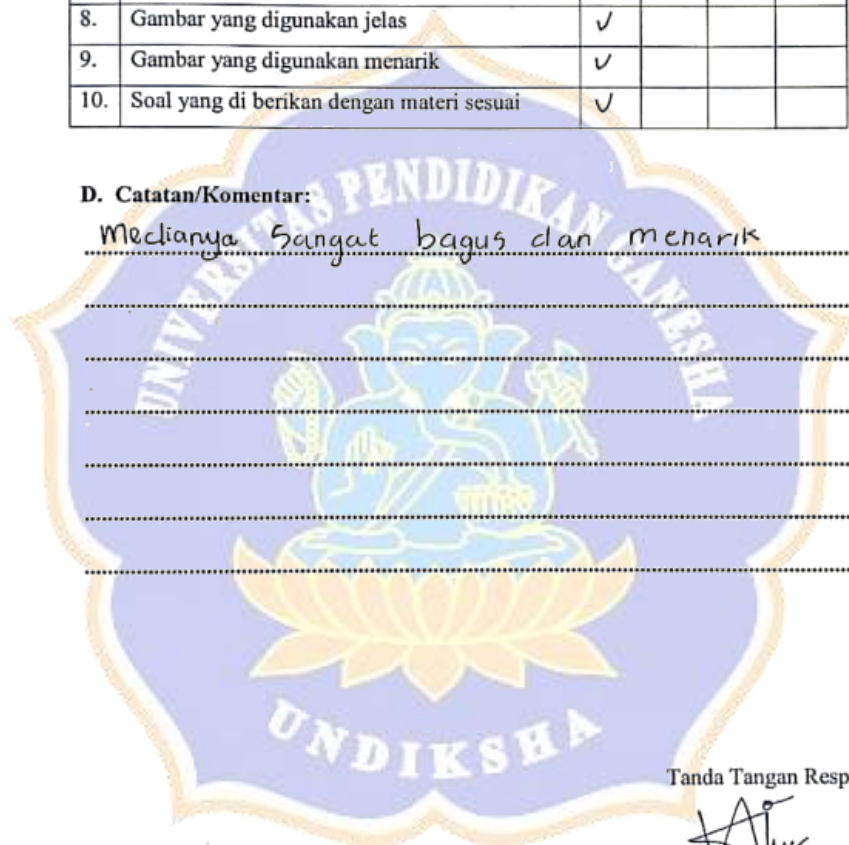 8. Gambar yang digunakan jelas ✓
9. Gambar yang digunakan menarik ✓
10. Soal yang di berikan dengan materi sesuai ✓
D. Catatan/Komentar:
Medianya sangat bagus dan menarik
UNIVERSITAS PENDIDIKAN GANESHA
UNDIKSHA
Tanda Tangan Resp